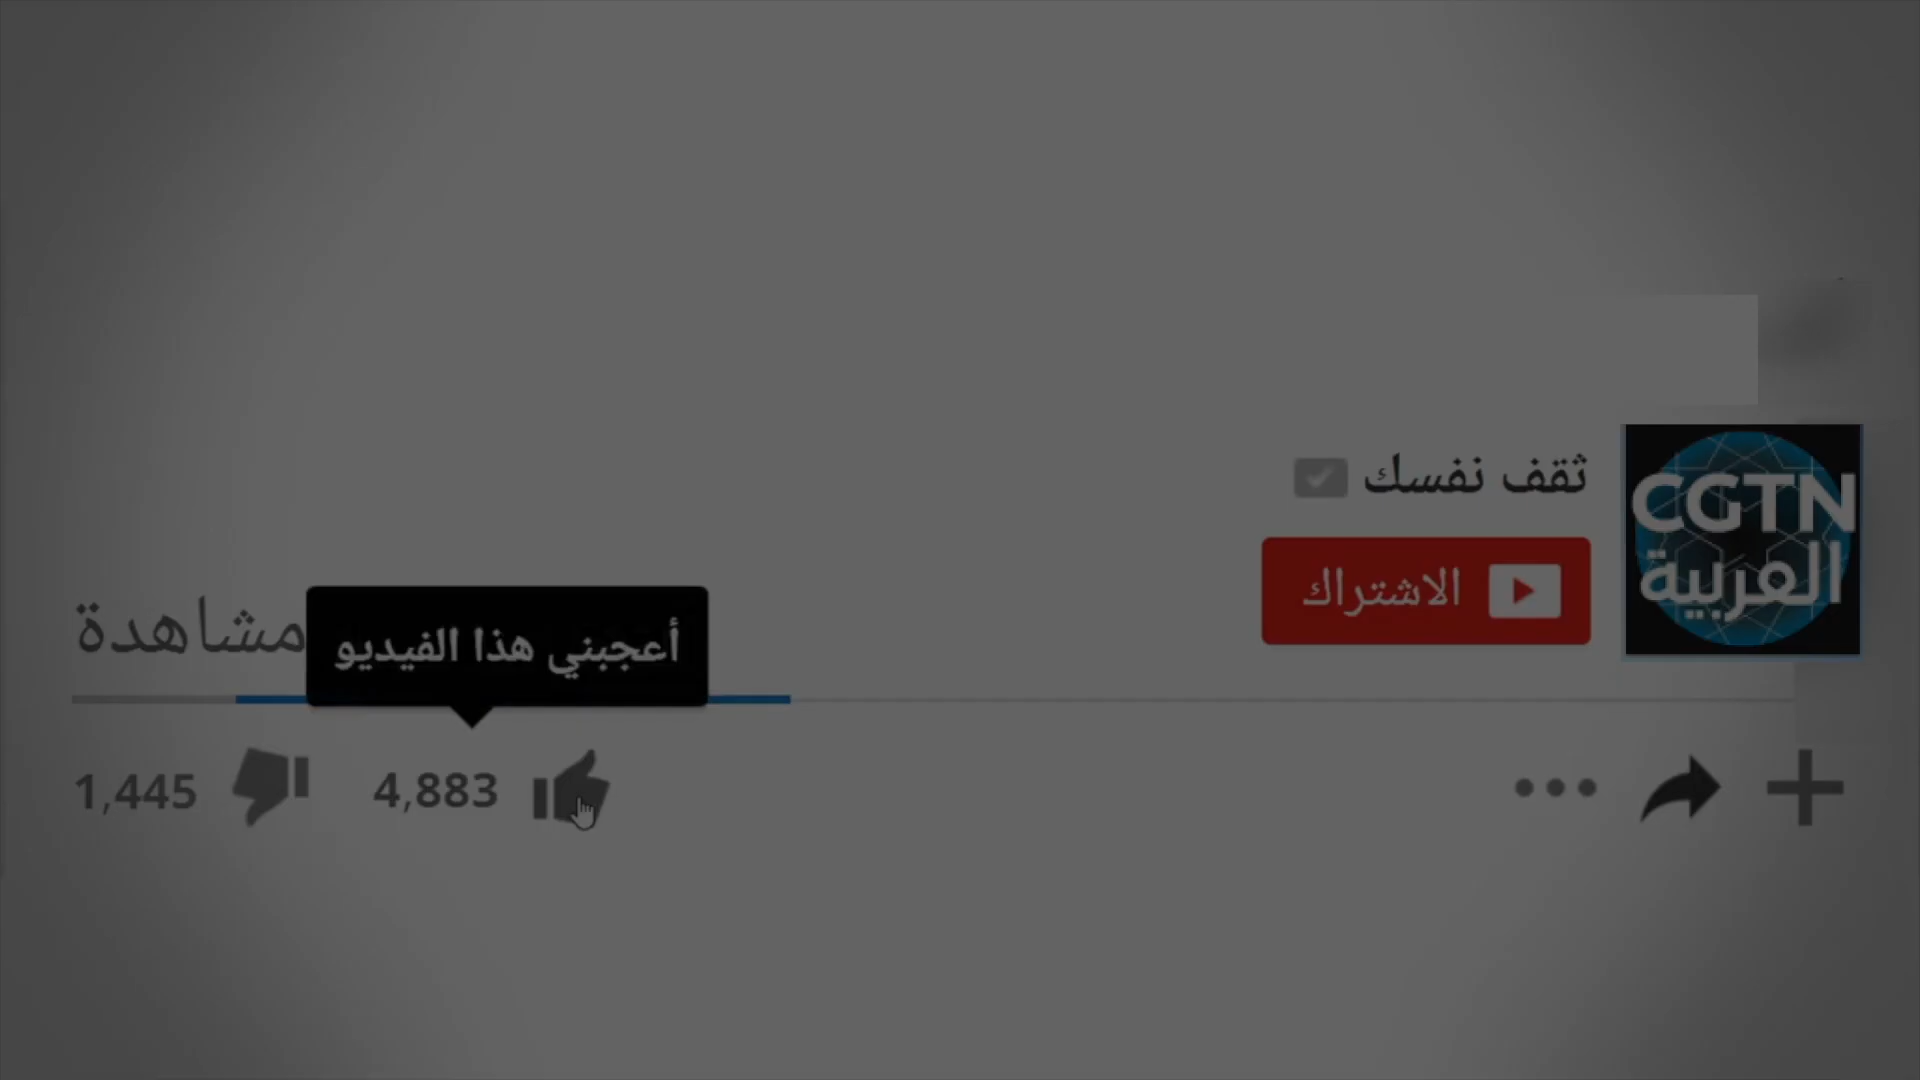 ثقف نفسك
CGTN
العربية
الاشتراك
مشاهدة
أعجبني هذا الفيديو
4,883
1,445